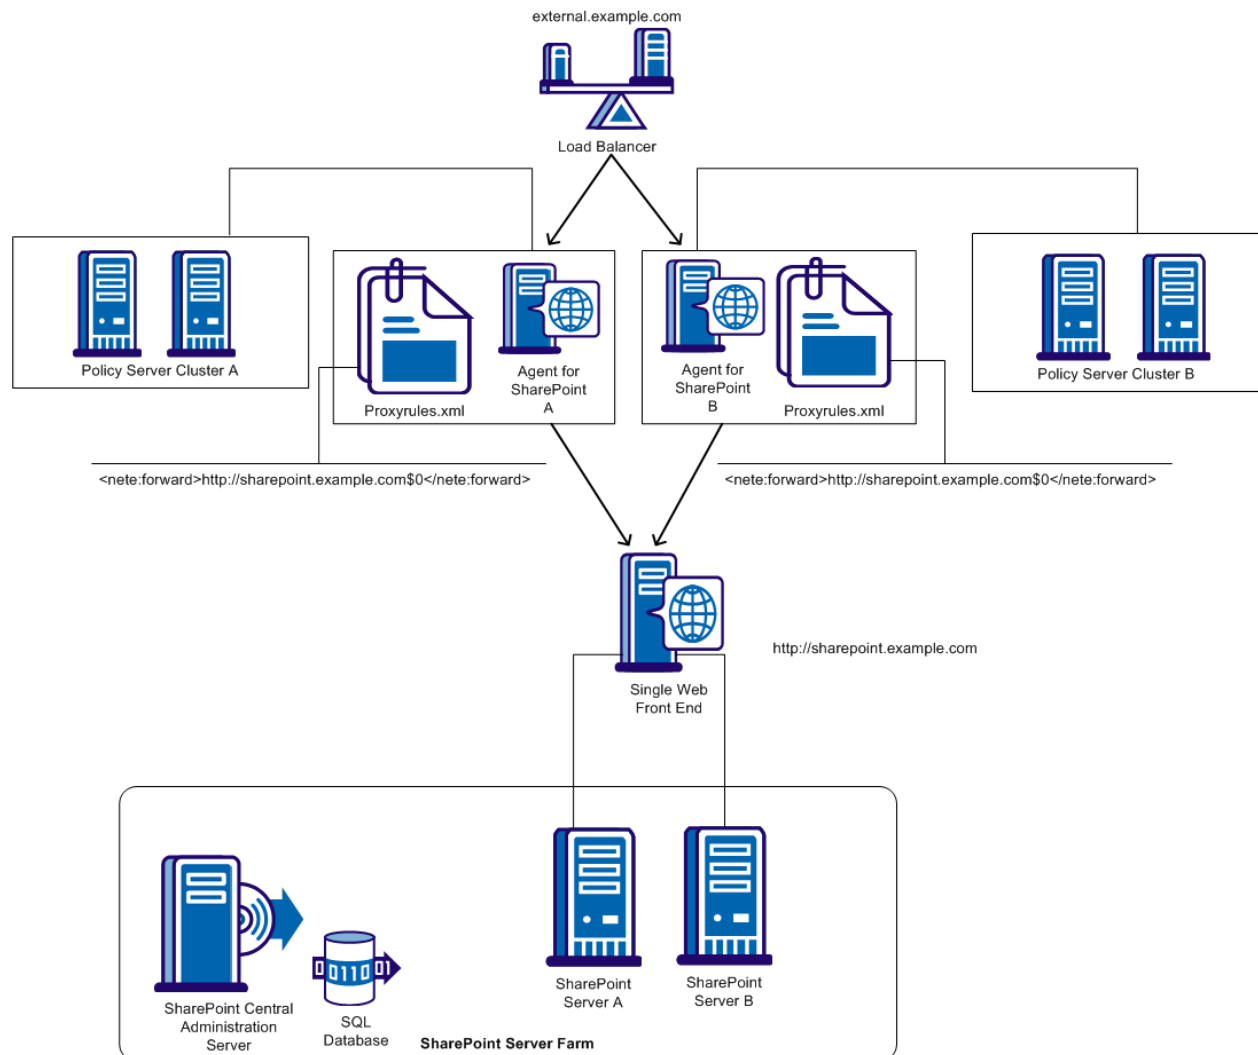 external.example.com
Load Balancer
Policy Server Cluster A
Proxyrules.xml
Agent for
SharePoint
A
Agent for
SharePoint
B
Proxyrules.xml
Policy Server Cluster B
<nete:forward>http://sharepoint.example.com$0</nete:forward>
<nete:forward>http://sharepoint.example.com$0</nete:forward>
http://sharepoint.example.com
Single Web
Front End
SharePoint Central
Administration
Server
0110 01
SQL
Database
SharePoint
Server A
SharePoint
Server B
SharePoint Server Farm